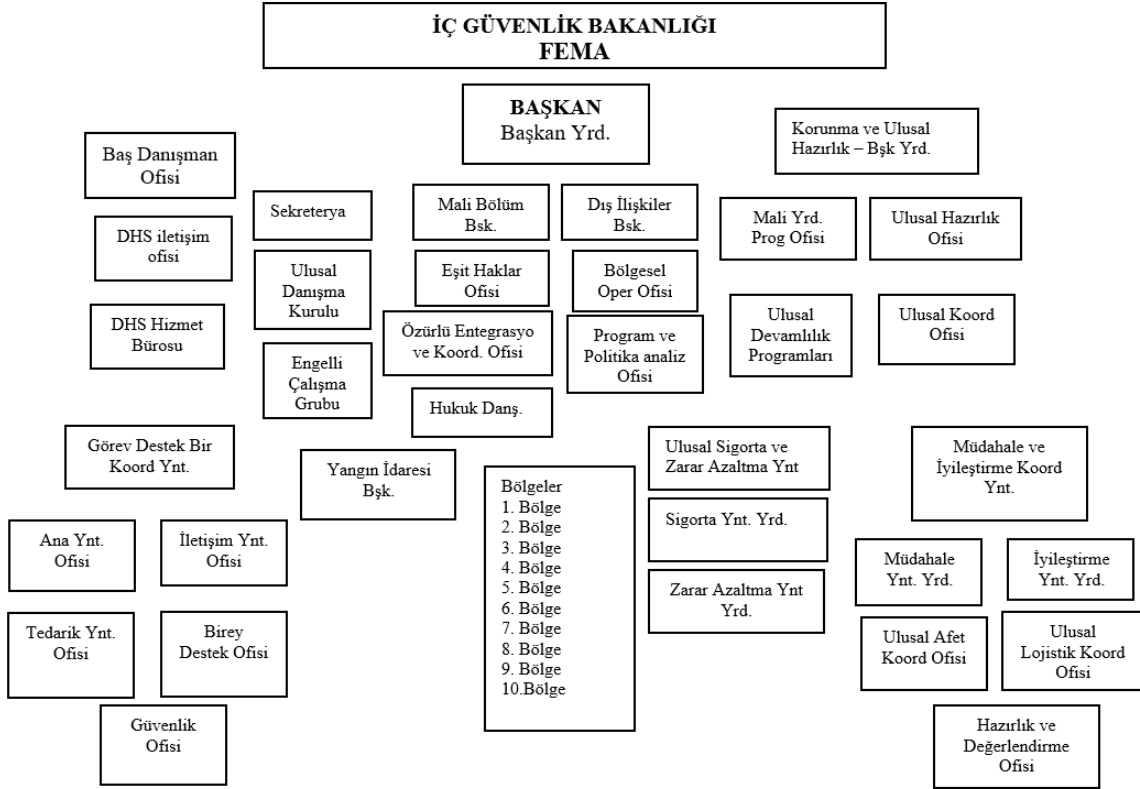 İÇ GÜVENLİK BAKANLIĞI
FEMA
BAŞKAN
Başkan Yrd.
Korunma ve Ulusal
Hazırlık – Bşk Yrd.
Baş Danışman
Ofisi
Sekreterya
Mali Bölüm
Bsk.
Dış İlişkiler
Bsk.
Mali Yrd.
Prog Ofisi
Ulusal Hazırlık
Ofisi
DHS iletişim
ofisi
Ulusal
Danışma
Kurulu
Eşit Haklar
Ofisi
Bölgesel
Oper Ofisi
DHS Hizmet
Bürosu
Özürlü Entegrasyo
ve Koord. Ofisi
Program ve
Politika analiz
Ofisi
Ulusal
Devamlılık
Programları
Ulusal Koord
Ofisi
Engelli
Çalışma
Grubu
Hukuk Danş.
Görev Destek Bir
Koord Ynt.
Yangın İdaresi
Bşk.
Ulusal Sigorta ve
Zarar Azaltma Ynt
Müdahale ve
İyileştirme Koord
Ynt.
Bölgeler
1. Bölge
2. Bölge
3. Bölge
4. Bölge
5. Bölge
6. Bölge
7. Bölge
8. Bölge
9. Bölge
10.Bölge
Sigorta Ynt. Yrd.
Zarar Azaltma Ynt
Yrd.
Ana Ynt.
Ofisi
İletişim Ynt.
Ofisi
Müdahale
Ynt. Yrd.
İyileştirme
Ynt. Yrd.
Tedarik Ynt.
Ofisi
Birey
Destek Ofisi
Ulusal Afet
Koord Ofisi
Ulusal
Lojistik Koord
Ofisi
Güvenlik
Ofisi
Hazırlık ve
Değerlendirme
Ofisi